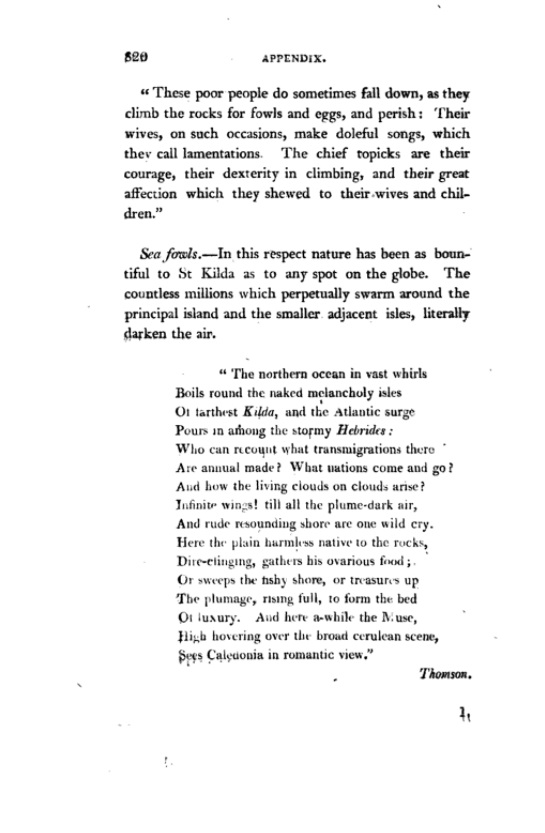 320
APPENDIX.
“ These poor people do sometimes fall down, as they
climb the rocks for fowls and eggs, and perish: Their
wives, on such occasions, make doleful songs, which
they call lamentations. The chief topicks are their
courage, their dexterity in climbing, and their great
affection which they shewed to their wives and chil-
dren.”
Sea fowls.—In this respect nature has been as boun-
tiful to St Kilda as to any spot on the globe. The
countless millions which perpetually swarm around the
principal island and the smaller adjacent isles, literally
darken the air.
“ The northern ocean in vast whirls
Boils round the naked melancholy isles
Of farthest Kilda, and the Atlantic surge
Pours in among the stormy Hebrides :
Who can recount what transmigrations there
Are annual made? What nations come and go?
And how the living clouds on clouds arise?
Infinite wings! till all the plume-dark air,
And rude resounding shore are one wild cry.
Here the plain harmless native to the rocks,
Dire-clinging, gathers his ovarious food;
Or sweeps the fishy shore, or treasures up
The plumage, rising full, to form the bed
Of luxury. And here a-while the Muse,
High hovering over the broad cerulean scene,
Sees Caledonia in romantic view.”
Thomson.